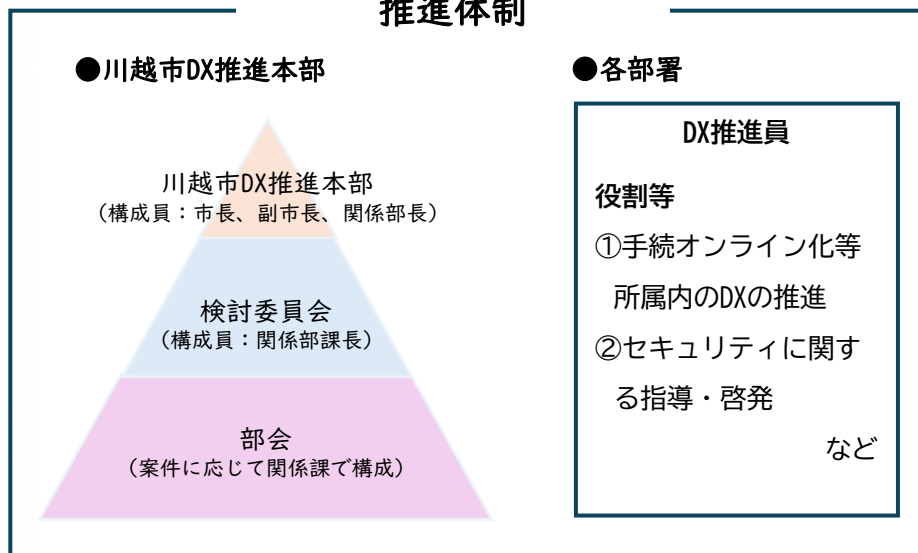 推進体制
●川越市DX推進本部
川越市DX推進本部
（構成員：市長、副市長、関係部長）
検討委員会
（構成員：関係部課長）
部会
（案件に応じて関係課で構成）
●各部署
DX推進員
役割等
①手続オンライン化等
所属内のDXの推進
②セキュリティに関す
る指導・啓発
など